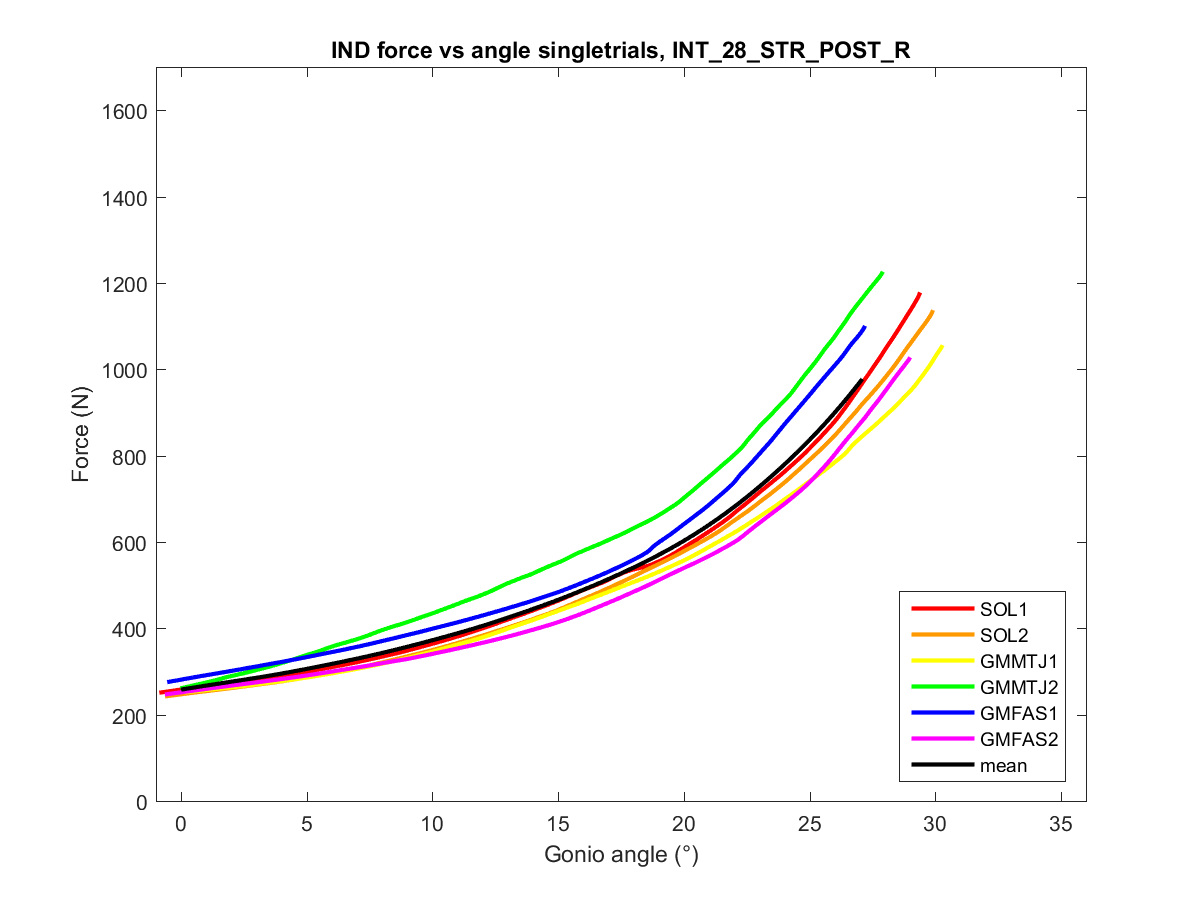 IND force vs angle singletrials, INT_28_STR_POST_R
1600
1400
1200
1000
800
600
400
200
0
Force (N)
0 5 10 15 20 25 30 35
Gonio angle (°)
SOL1
SOL2
GMMTJ1
GMMTJ2
GMFAS1
GMFAS2
mean